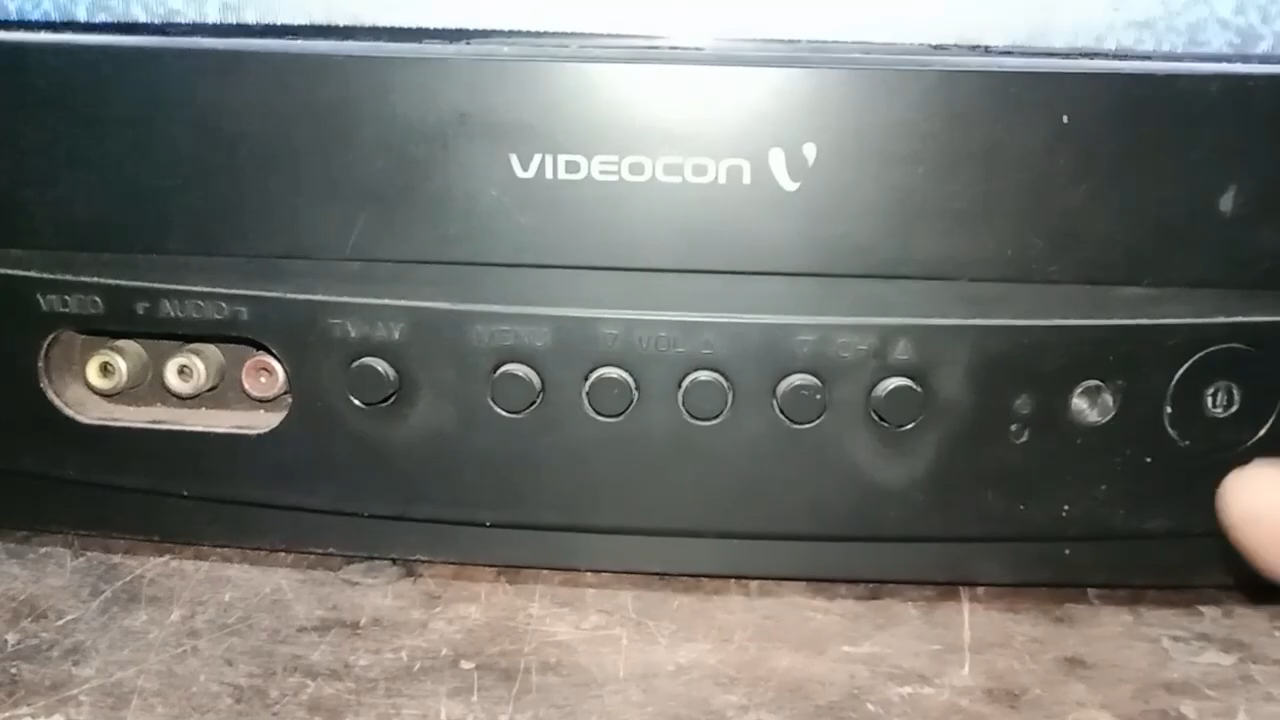 VIDEOCON
VIDEO ┌ AUDIO ┐
TV/AV
MENU
▽ VOL △
▽ CH. △